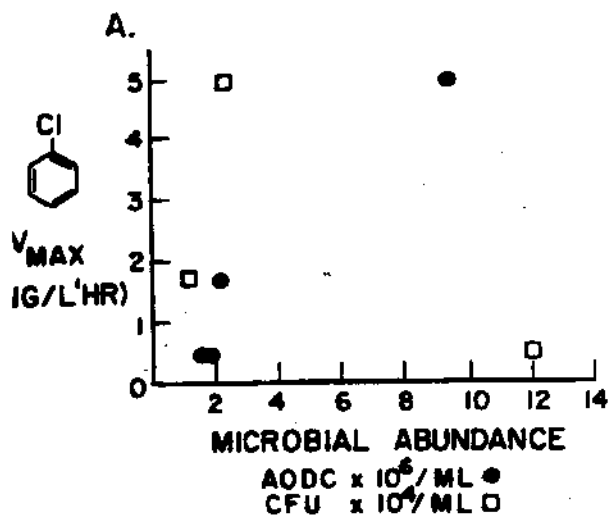 A.
5
4
Cl
3
VMAX
2
IG/L'HR)
1
0
2 4 6 8 10 12 14
MICROBIAL ABUNDANCE
AODC x 10⁶/ML
CFU x 10⁴/ML